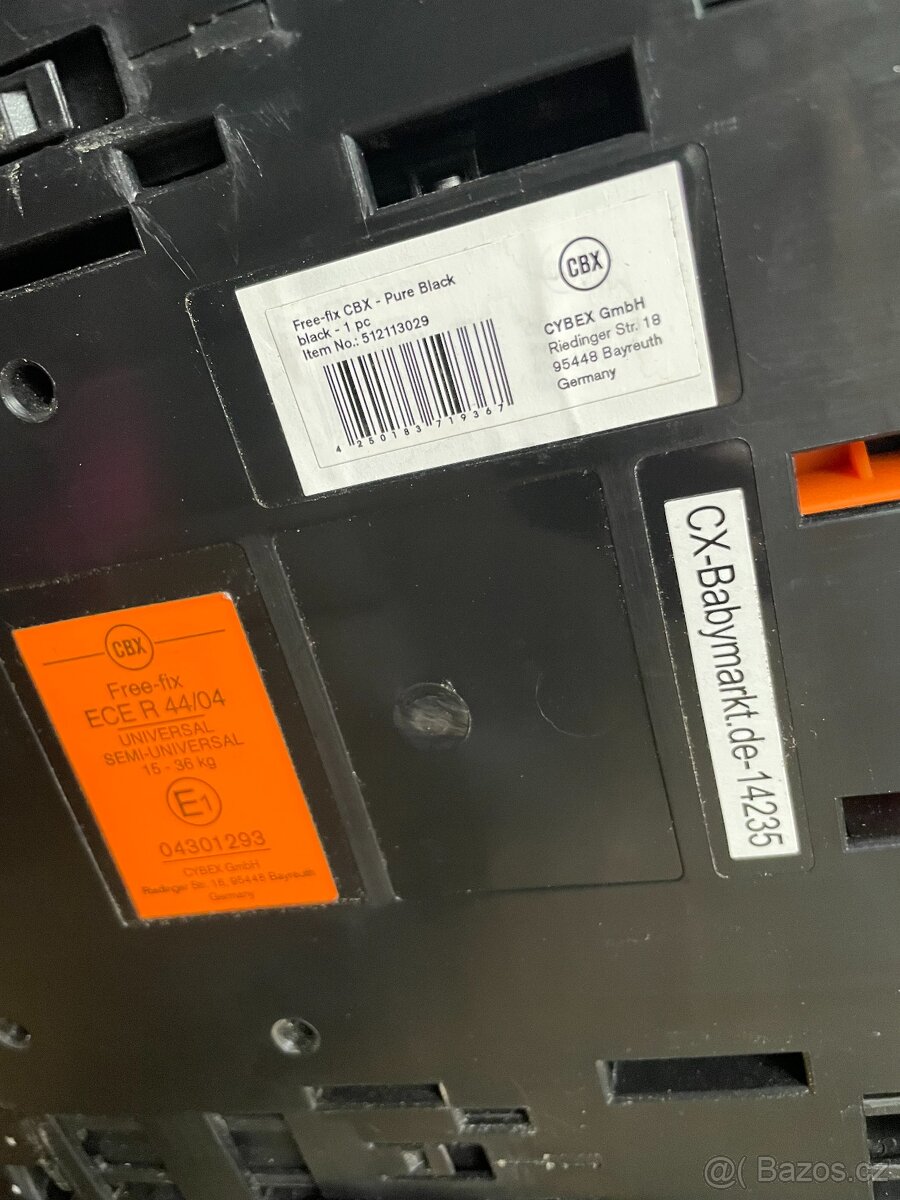 Free-fix CBX - Pure Black
black - 1 pc
Item No.: 512113029
4 250183 719367
CBX
CYBEX GmbH
Riedinger Str. 18
95448 Bayreuth
Germany
CX-Babymarkt.de-14235
CBX
Free-fix
ECE R 44/04
UNIVERSAL
SEMI-UNIVERSAL
15 - 36 kg
E1
04301293
CYBEX GmbH
Riedinger Str. 18, 95448 Bayreuth
Germany
@( Bazos.cz